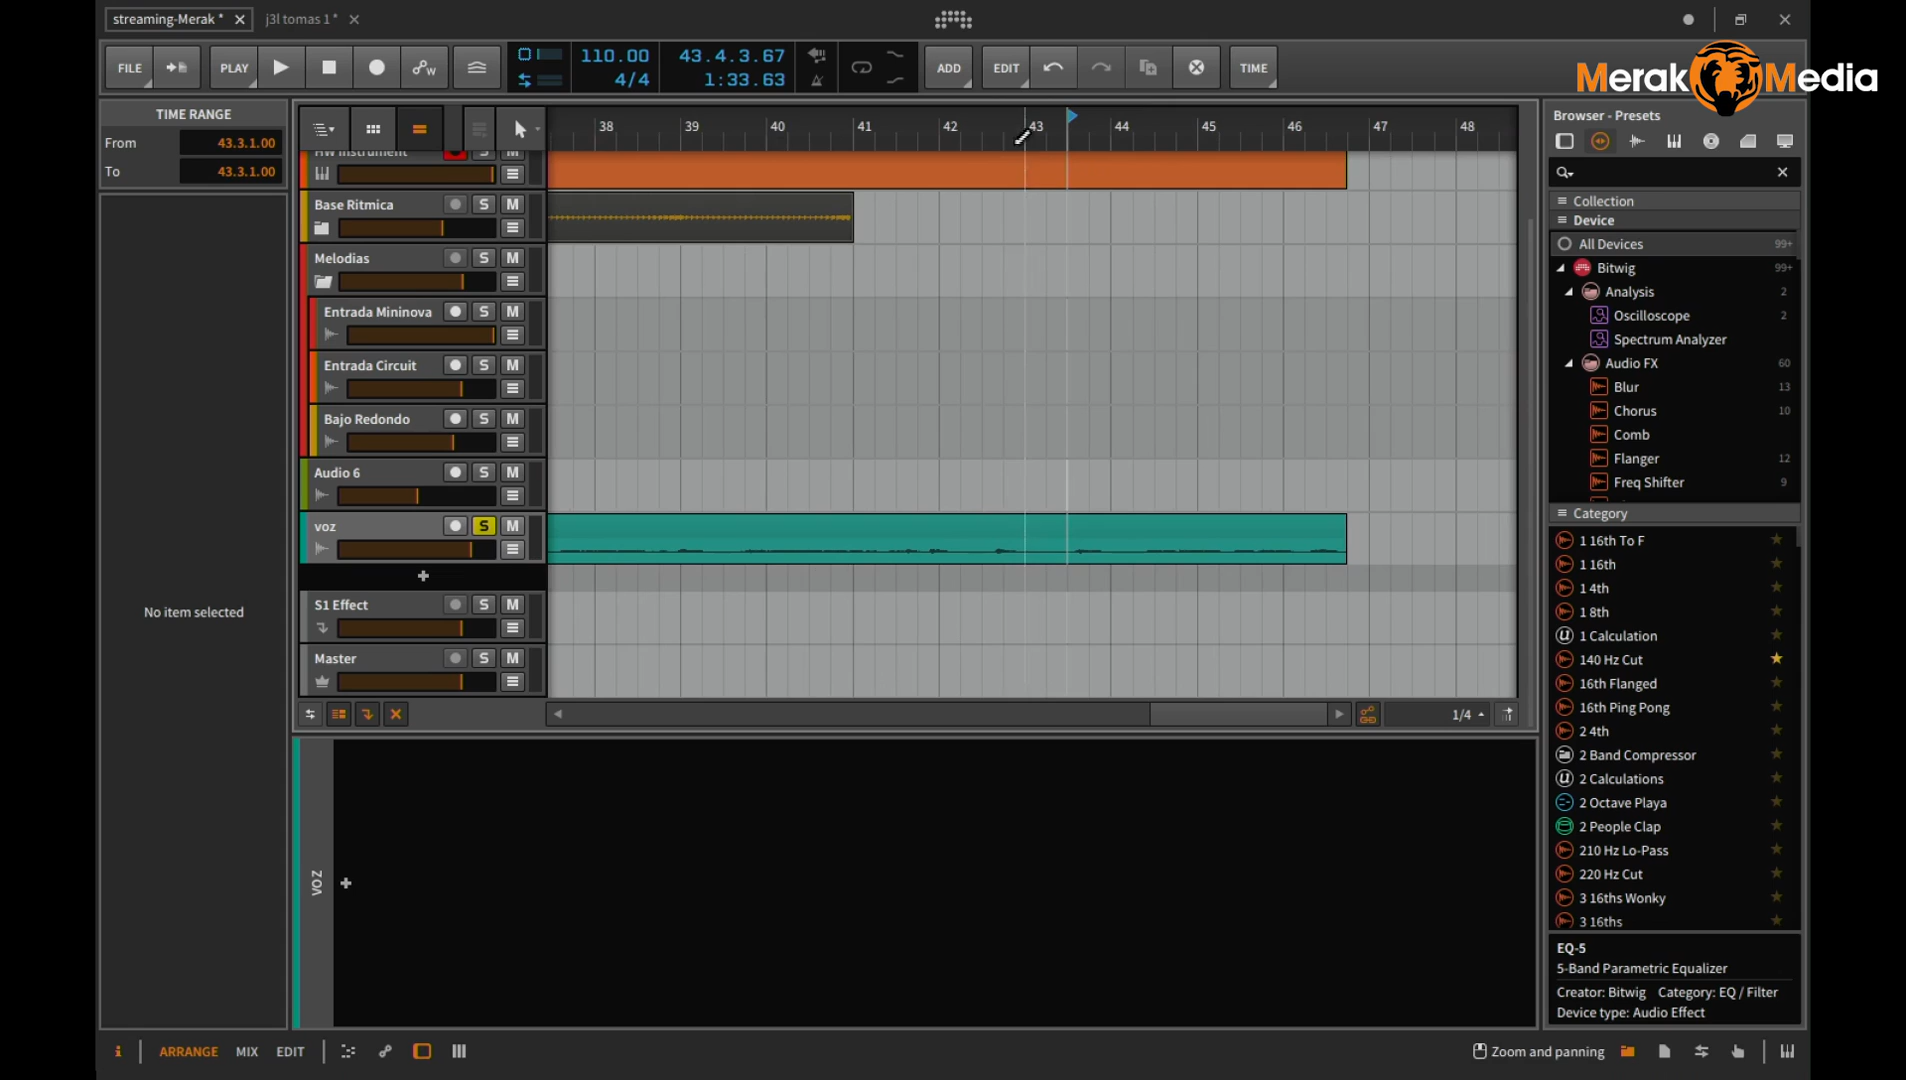 streaming-Merak *
j3l tomas 1 *
FILE
PLAY
110.00
4/4
43.4.3.67
1:33.63
ADD
EDIT
TIME
Merak Media
TIME RANGE
From 43.3.1.00
To 43.3.1.00
No item selected
38 39 40 41 42 43 44 45 46 47 48
HW Instrument S M
Base Ritmica S M
Melodias S M
Entrada Mininova S M
Entrada Circuit S M
Bajo Redondo S M
Audio 6 S M
voz S M
+
S1 Effect S M
Master S M
1/4
VOZ
+
Browser - Presets
Collection
Device
All Devices 99+
Bitwig 99+
Analysis 2
Oscilloscope 2
Spectrum Analyzer
Audio FX 60
Blur 13
Chorus 10
Comb
Flanger 12
Freq Shifter 9
Category
1 16th To F
1 16th
1 4th
1 8th
1 Calculation
140 Hz Cut
16th Flanged
16th Ping Pong
2 4th
2 Band Compressor
2 Calculations
2 Octave Playa
2 People Clap
210 Hz Lo-Pass
220 Hz Cut
3 16ths Wonky
3 16ths
EQ-5
5-Band Parametric Equalizer
Creator: Bitwig Category: EQ / Filter
Device type: Audio Effect
i ARRANGE MIX EDIT
Zoom and panning